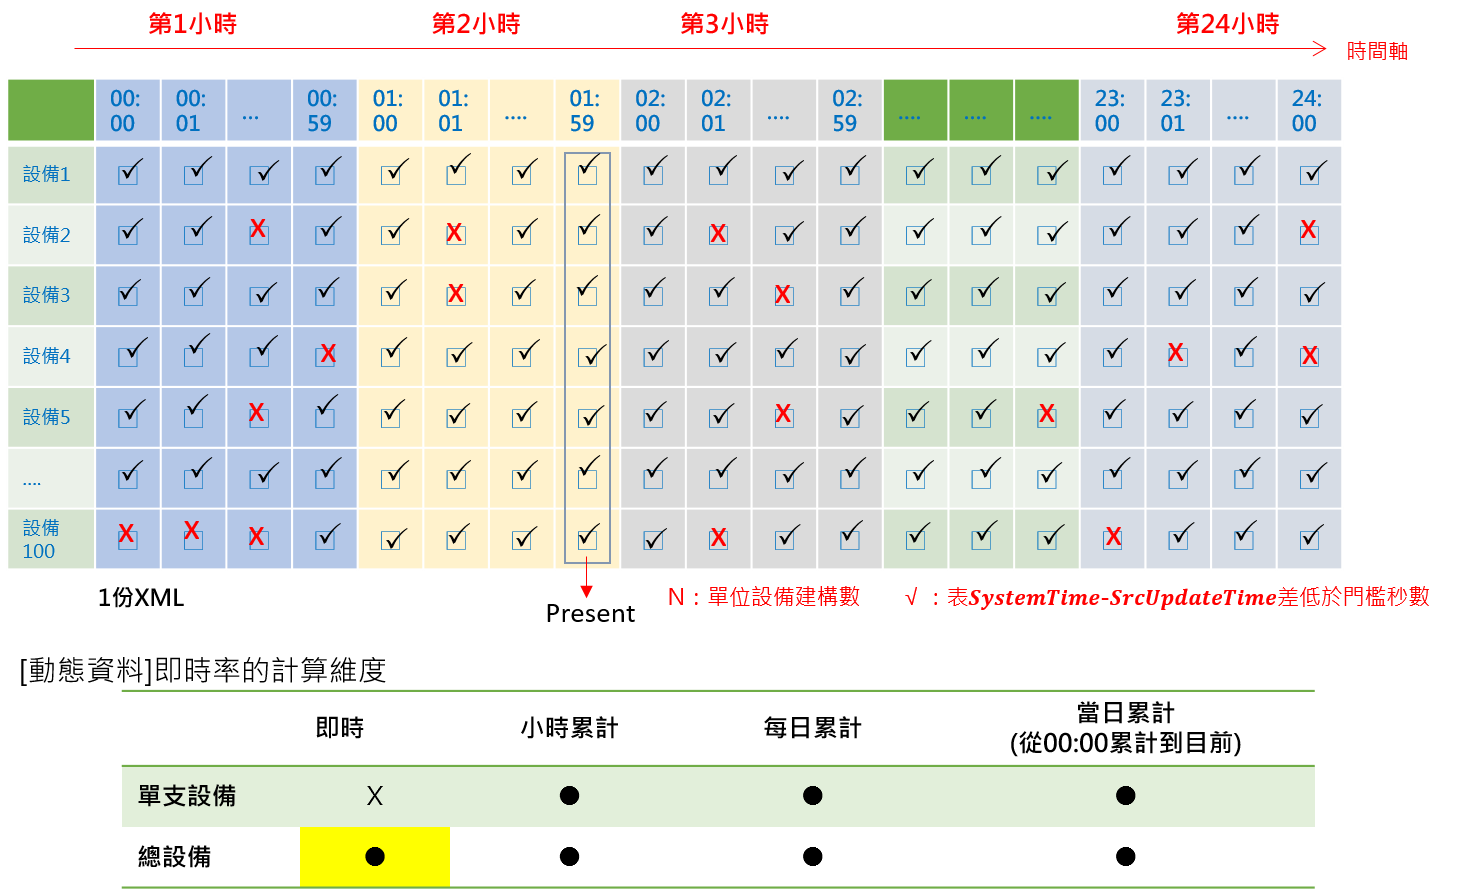 第1小時 第2小時 第3小時 第24小時
時間軸
00:00 00:01 ... 00:59 01:00 01:01 .... 01:59 02:00 02:01 .... 02:59 .... .... .... 23:00 23:01 .... 24:00
設備1 ✓ ✓ ✓ ✓ ✓ ✓ ✓ ✓ ✓ ✓ ✓ ✓ ✓ ✓ ✓ ✓ ✓ ✓ ✓
設備2 ✓ ✓ X ✓ ✓ X ✓ ✓ ✓ X ✓ ✓ ✓ ✓ ✓ ✓ ✓ ✓ X
設備3 ✓ ✓ ✓ ✓ ✓ X ✓ ✓ ✓ ✓ X ✓ ✓ ✓ ✓ ✓ ✓ ✓ ✓
設備4 ✓ ✓ ✓ X ✓ ✓ ✓ ✓ ✓ ✓ ✓ ✓ ✓ ✓ ✓ ✓ X ✓ X
設備5 ✓ ✓ X ✓ ✓ ✓ ✓ ✓ ✓ ✓ X ✓ ✓ ✓ X ✓ ✓ ✓ ✓
.... ✓ ✓ ✓ ✓ ✓ ✓ ✓ ✓ ✓ ✓ ✓ ✓ ✓ ✓ ✓ ✓ ✓ ✓ ✓
設備100 X X X ✓ ✓ ✓ ✓ ✓ ✓ X ✓ ✓ ✓ ✓ ✓ X ✓ ✓ ✓
1份XML
Present
N：單位設備建構數 √ ：表SystemTime-SrcUpdateTime差低於門檻秒數
[動態資料]即時率的計算維度
即時 小時累計 每日累計 當日累計
(從00:00累計到目前)
單支設備 X ● ● ●
總設備 ● ● ● ●